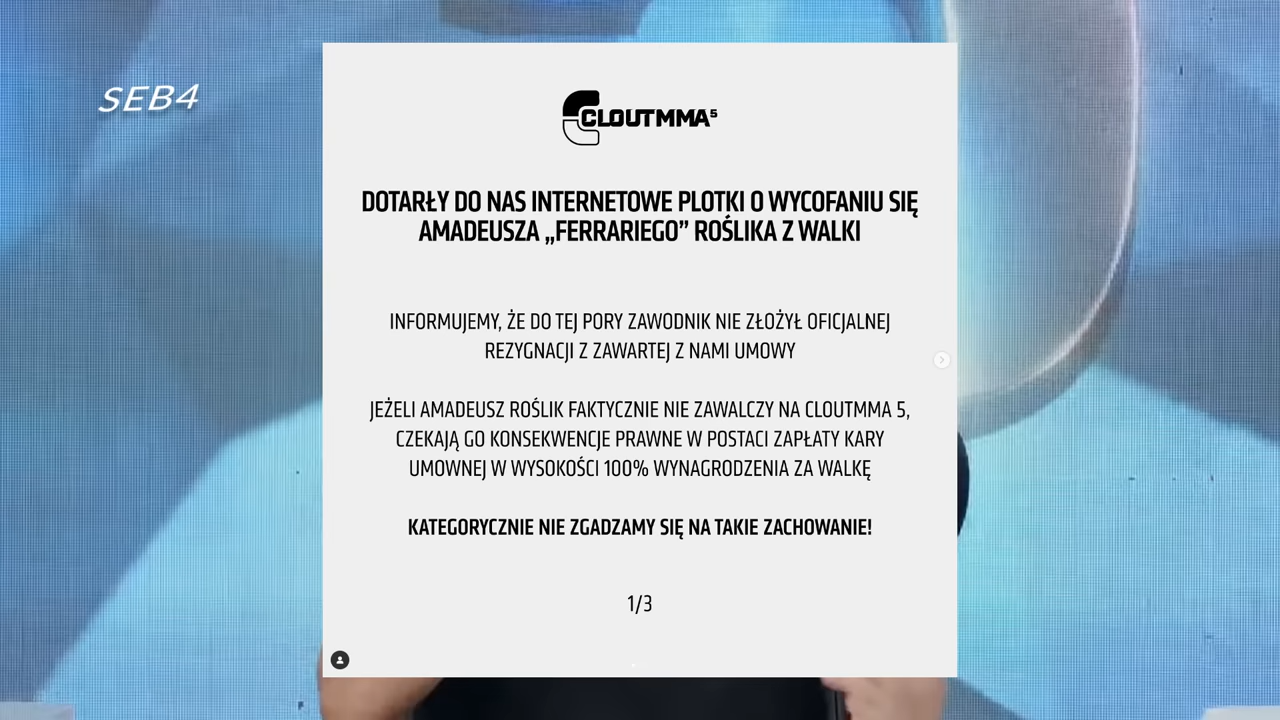 SEB4
CLOUTMMA5
DOTARŁY DO NAS INTERNETOWE PLOTKI O WYCOFANIU SIĘ
AMADEUSZA „FERRARIEGO” ROŚLIKA Z WALKI
INFORMUJEMY, ŻE DO TEJ PORY ZAWODNIK NIE ZŁOŻYŁ OFICJALNEJ
REZYGNACJI Z ZAWARTEJ Z NAMI UMOWY
JEŻELI AMADEUSZ ROŚLIK FAKTYCZNIE NIE ZAWALCZY NA CLOUTMMA 5,
CZEKAJĄ GO KONSEKWENCJE PRAWNE W POSTACI ZAPŁATY KARY
UMOWNEJ W WYSOKOŚCI 100% WYNAGRODZENIA ZA WALKĘ
KATEGORYCZNIE NIE ZGADZAMY SIĘ NA TAKIE ZACHOWANIE!
1/3